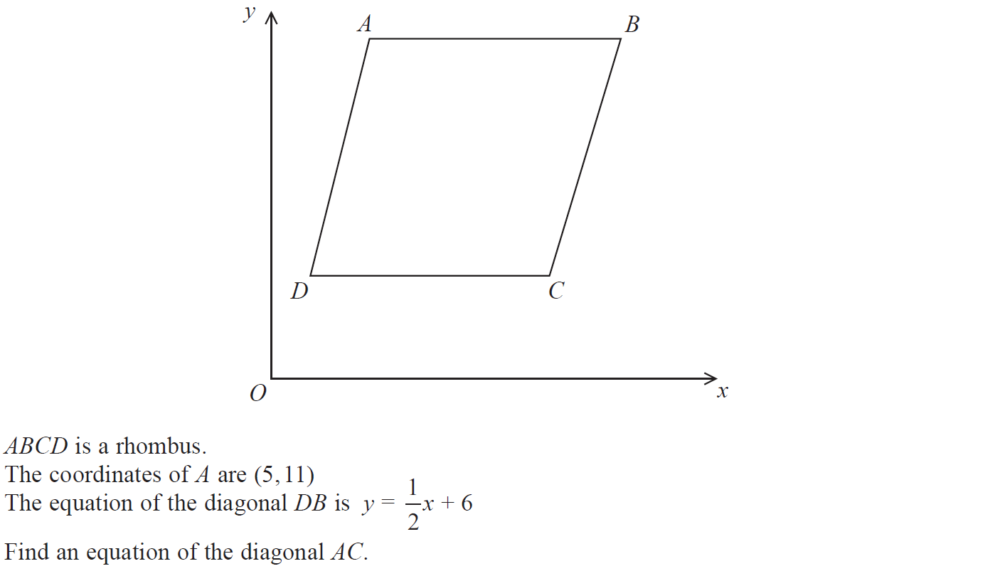 y
A
B
D
C
O
x
ABCD is a rhombus.
The coordinates of A are (5, 11)
The equation of the diagonal DB is y = 1/2 x + 6
Find an equation of the diagonal AC.